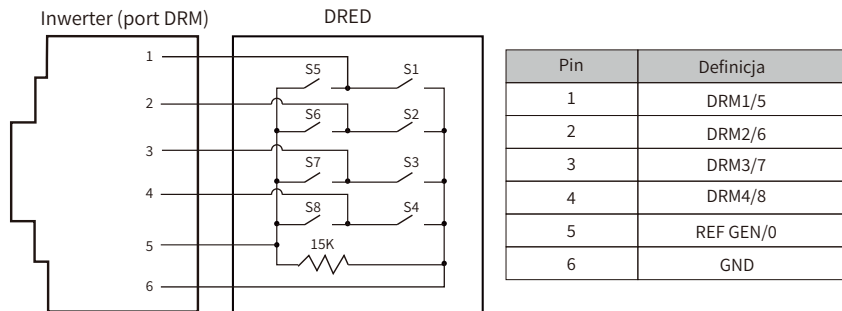 Inwerter (port DRM)
DRED
1
2
3
4
5
6
S5
S1
S6
S2
S7
S3
S8
S4
15K
Pin Definicja
1 DRM1/5
2 DRM2/6
3 DRM3/7
4 DRM4/8
5 REF GEN/0
6 GND